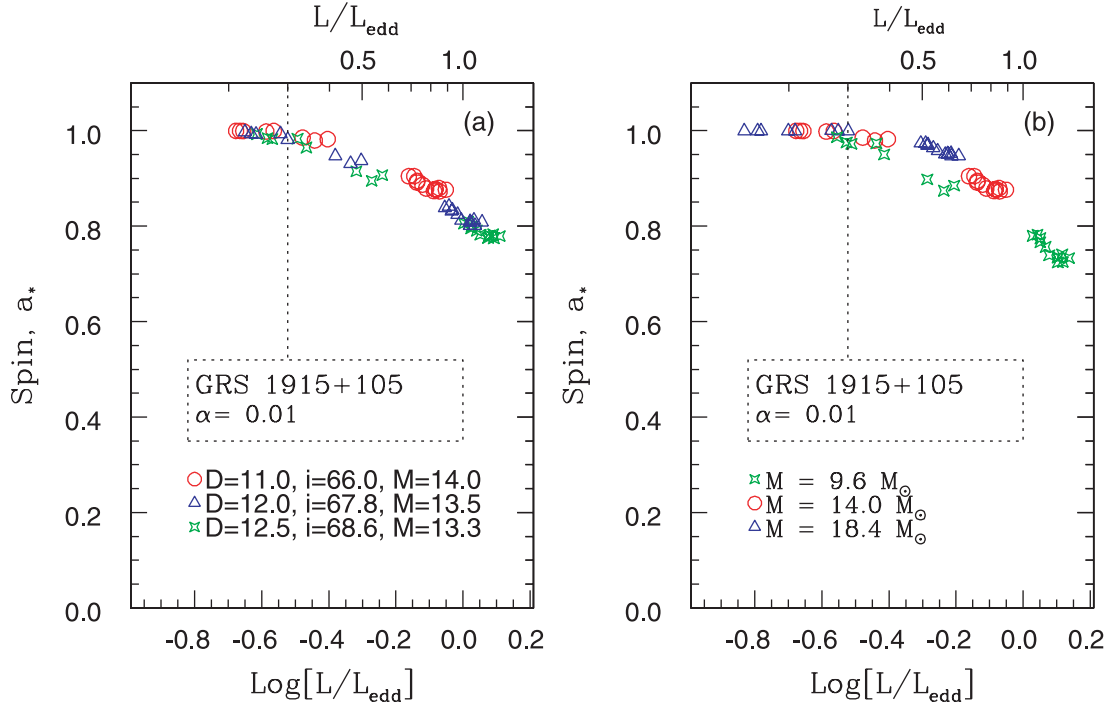 L/L_edd
0.5 1.0
(a)
1.0
0.8
0.6
0.4
0.2
0.0
Spin, a*
GRS 1915+105
α= 0.01
D=11.0, i=66.0, M=14.0
D=12.0, i=67.8, M=13.5
D=12.5, i=68.6, M=13.3
-0.8 -0.6 -0.4 -0.2 0.0 0.2
Log[L/L_edd]
L/L_edd
0.5 1.0
(b)
1.0
0.8
0.6
0.4
0.2
0.0
Spin, a*
GRS 1915+105
α= 0.01
M = 9.6 M⊙
M = 14.0 M⊙
M = 18.4 M⊙
-0.8 -0.6 -0.4 -0.2 0.0 0.2
Log[L/L_edd]